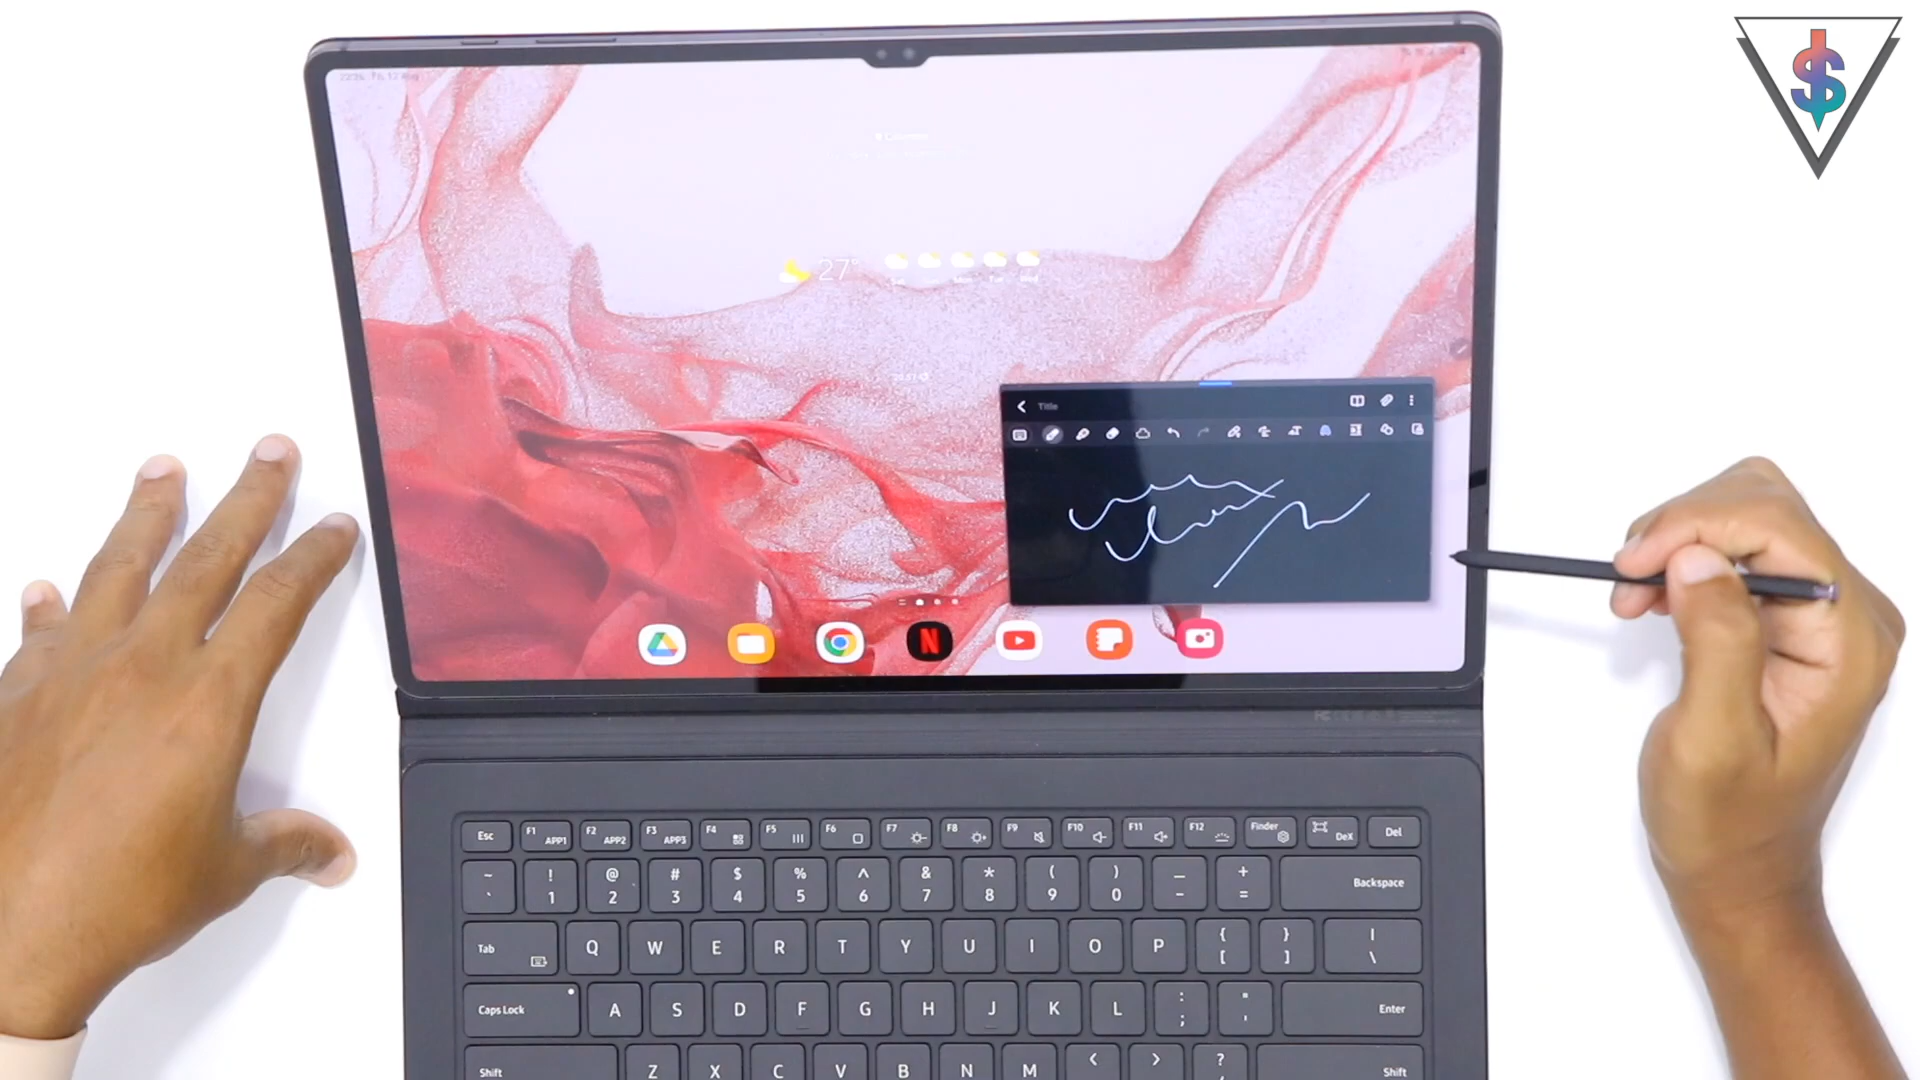 $
27°
Title
N
Esc F1 APP1 F2 APP2 F3 APP3 F4 F5 F6 F7 F8 F9 F10 F11 F12 Finder DeX Del
~ ` ! 1 @ 2 # 3 $ 4 % 5 ^ 6 & 7 * 8 ( 9 ) 0 _ - + = Backspace
Tab Q W E R T Y U I O P { [ } ] | \
Caps Lock A S D F G H J K L : ; " ' Enter
Shift Z X C V B N M < > ? Shift